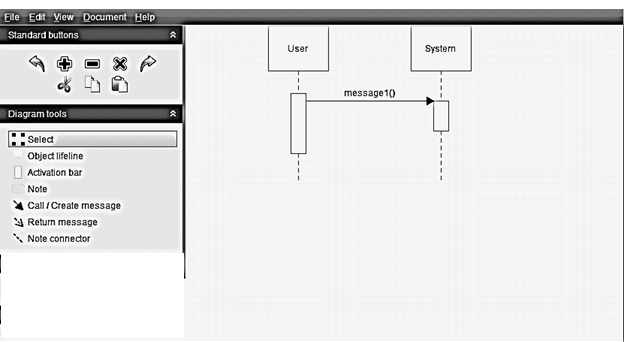 File Edit View Document Help
Standard buttons
Diagram tools
Select
Object lifeline
Activation bar
Note
Call / Create message
Return message
Note connector
User
System
message1()